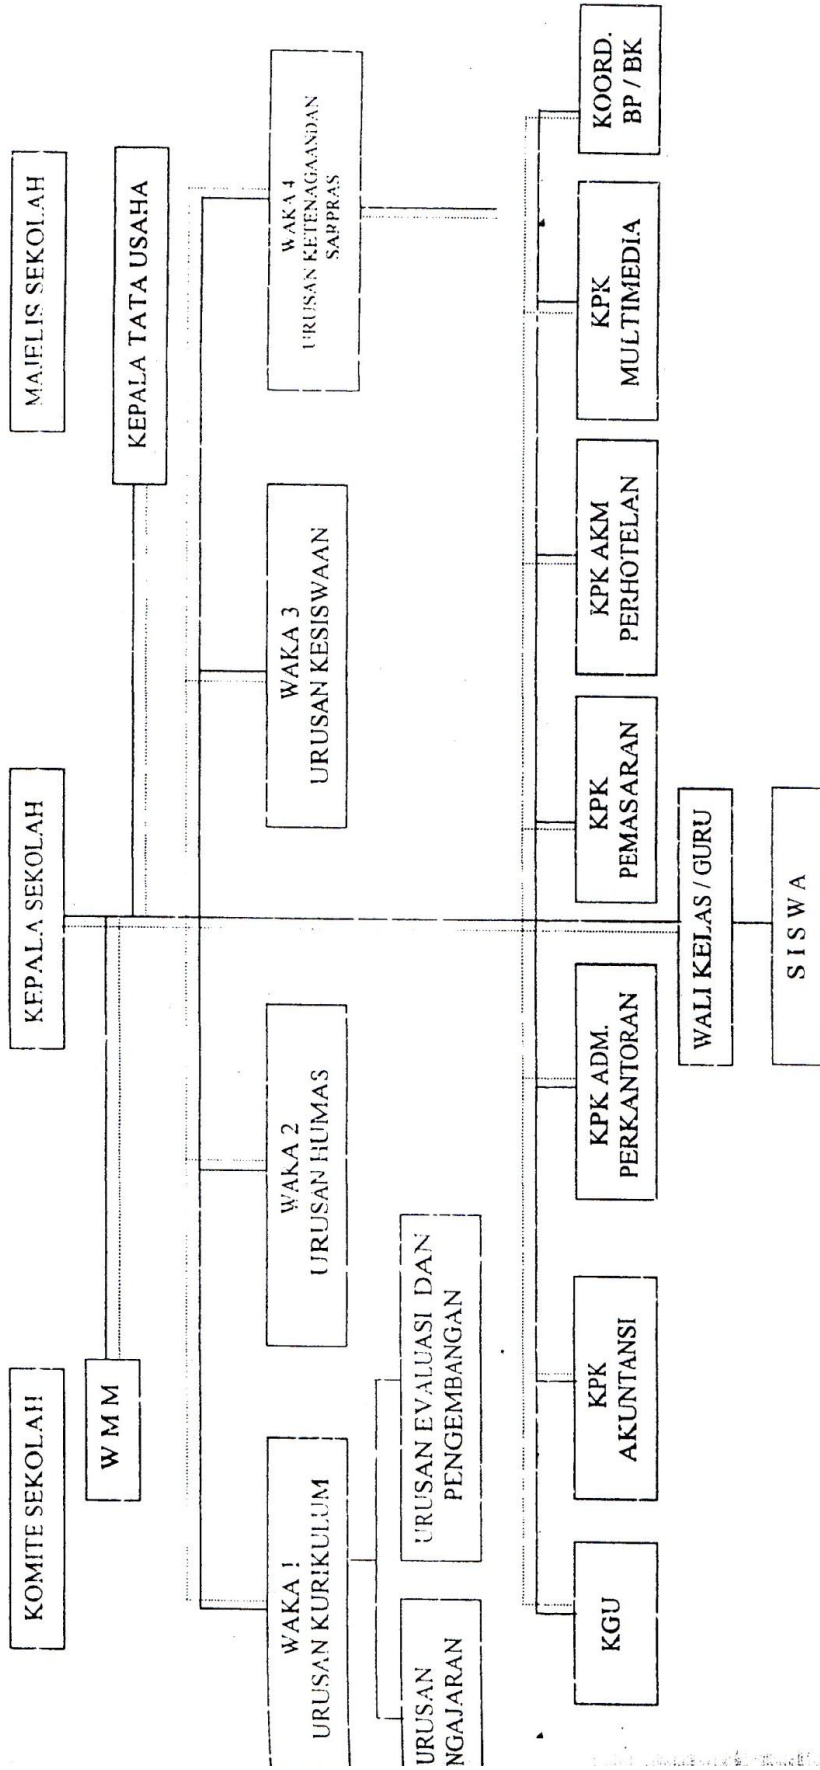 KOMITE SEKOLAH
KEPALA SEKOLAH
MAJELIS SEKOLAH
W M M
KEPALA TATA USAHA
WAKA 1
URUSAN KURIKULUM
WAKA 2
URUSAN HUMAS
WAKA 3
URUSAN KESISWAAN
WAKA 4
URUSAN KETENAGAANDAN
SARPRAS
URUSAN
NGAJARAN
URUSAN EVALUASI DAN
PENGEMBANGAN
KGU
KPK
AKUNTANSI
KPK ADM.
PERKANTORAN
KPK
PEMASARAN
KPK AKM
PERHOTELAN
KPK
MULTIMEDIA
KOORD.
BP / BK
WALI KELAS / GURU
S I S W A